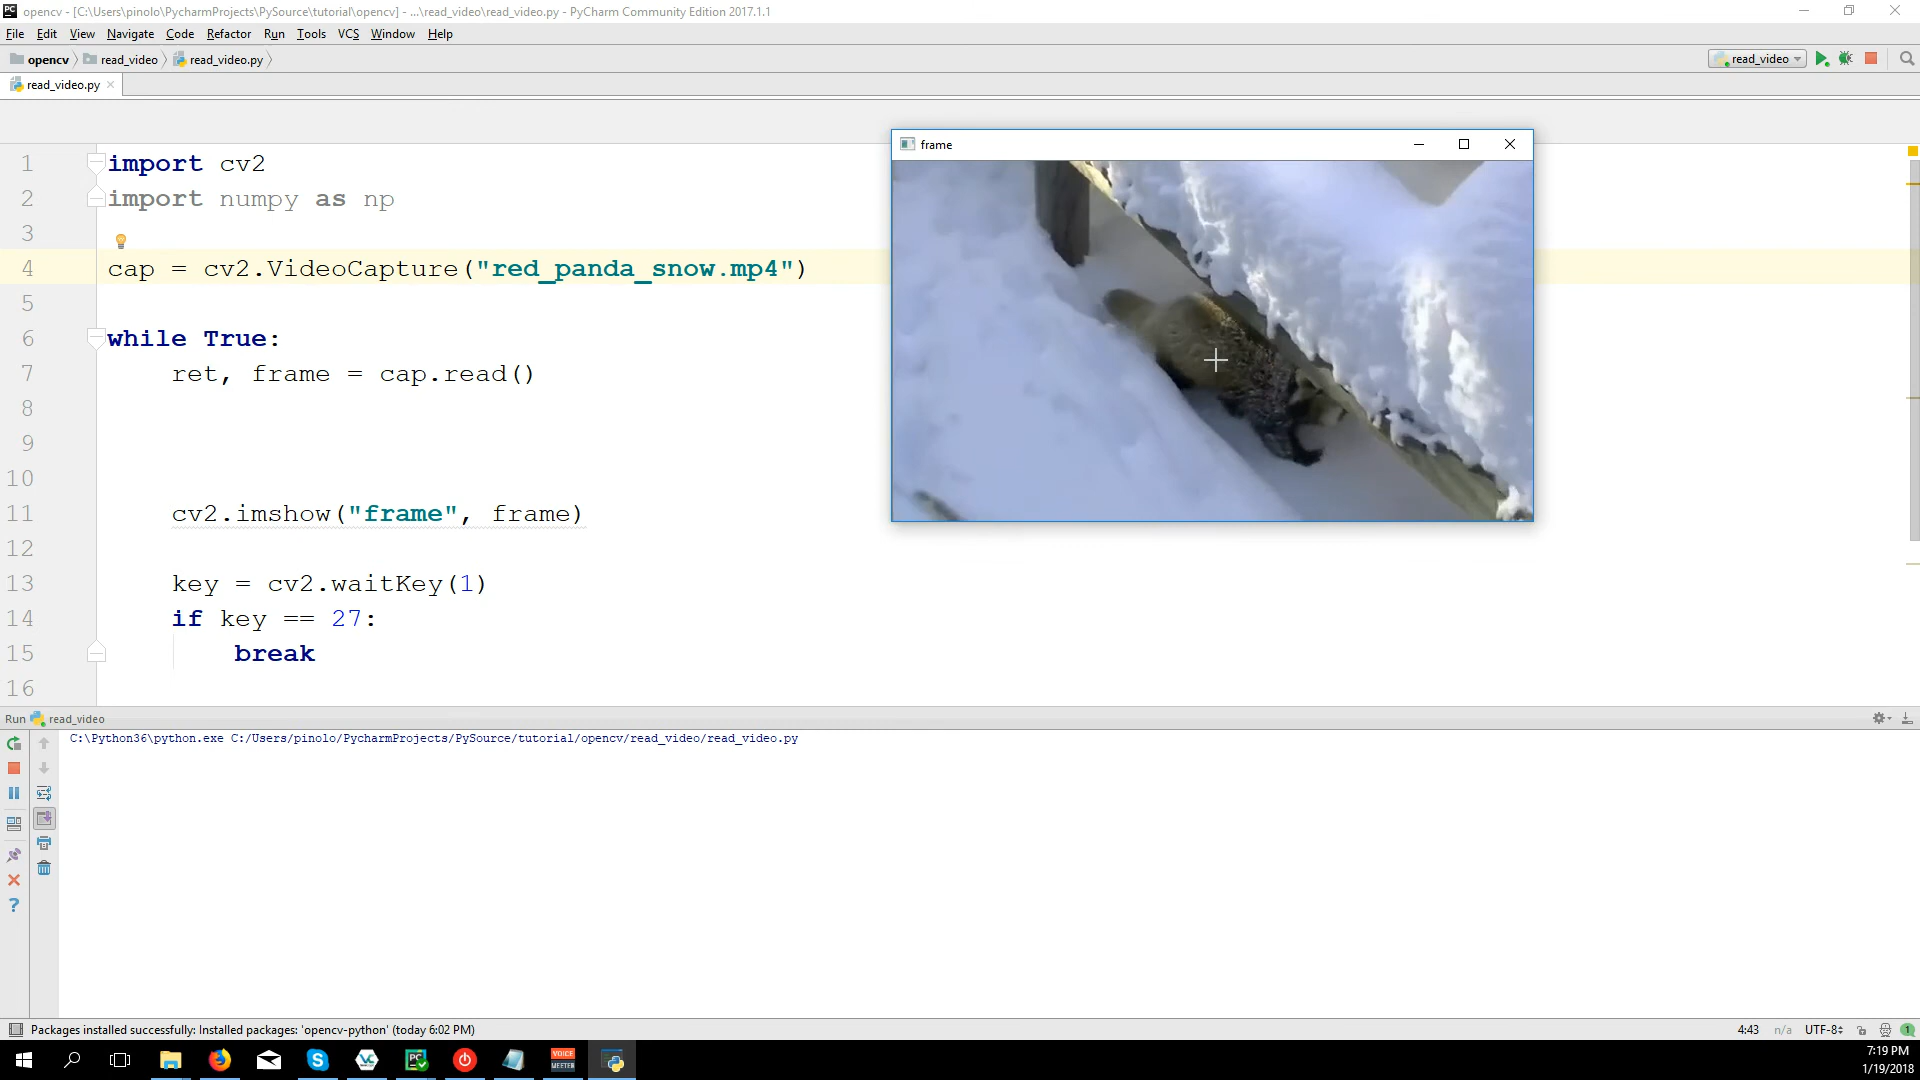 PC opencv - [C:\Users\pinolo\PycharmProjects\PySource\tutorial\opencv] - ...\read_video\read_video.py - PyCharm Community Edition 2017.1.1
File Edit View Navigate Code Refactor Run Tools VCS Window Help
opencv read_video read_video.py read_video
read_video.py
frame
1 import cv2
2 import numpy as np
3
4 cap = cv2.VideoCapture("red_panda_snow.mp4")
5
6 while True:
7 ret, frame = cap.read()
8
9
10
11 cv2.imshow("frame", frame)
12
13 key = cv2.waitKey(1)
14 if key == 27:
15 break
16
Run read_video
C:\Python36\python.exe C:/Users/pinolo/PycharmProjects/PySource/tutorial/opencv/read_video/read_video.py
Packages installed successfully: Installed packages: 'opencv-python' (today 6:02 PM) 4:43 n/a UTF-8 1
PC VOICE MEETER
7:19 PM
1/19/2018